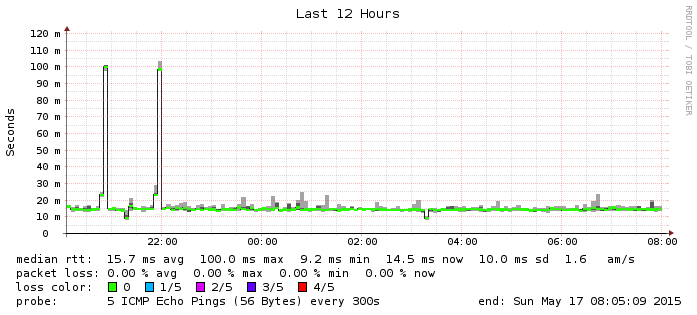 Last 12 Hours
RRDTOOL / TOBI OETIKER
Seconds
120 m
110 m
100 m
90 m
80 m
70 m
60 m
50 m
40 m
30 m
20 m
10 m
0
22:00 00:00 02:00 04:00 06:00 08:00
median rtt: 15.7 ms avg 100.0 ms max 9.2 ms min 14.5 ms now 10.0 ms sd 1.6 am/s
packet loss: 0.00 % avg 0.00 % max 0.00 % min 0.00 % now
loss color: 0 1/5 2/5 3/5 4/5
probe: 5 ICMP Echo Pings (56 Bytes) every 300s end: Sun May 17 08:05:09 2015